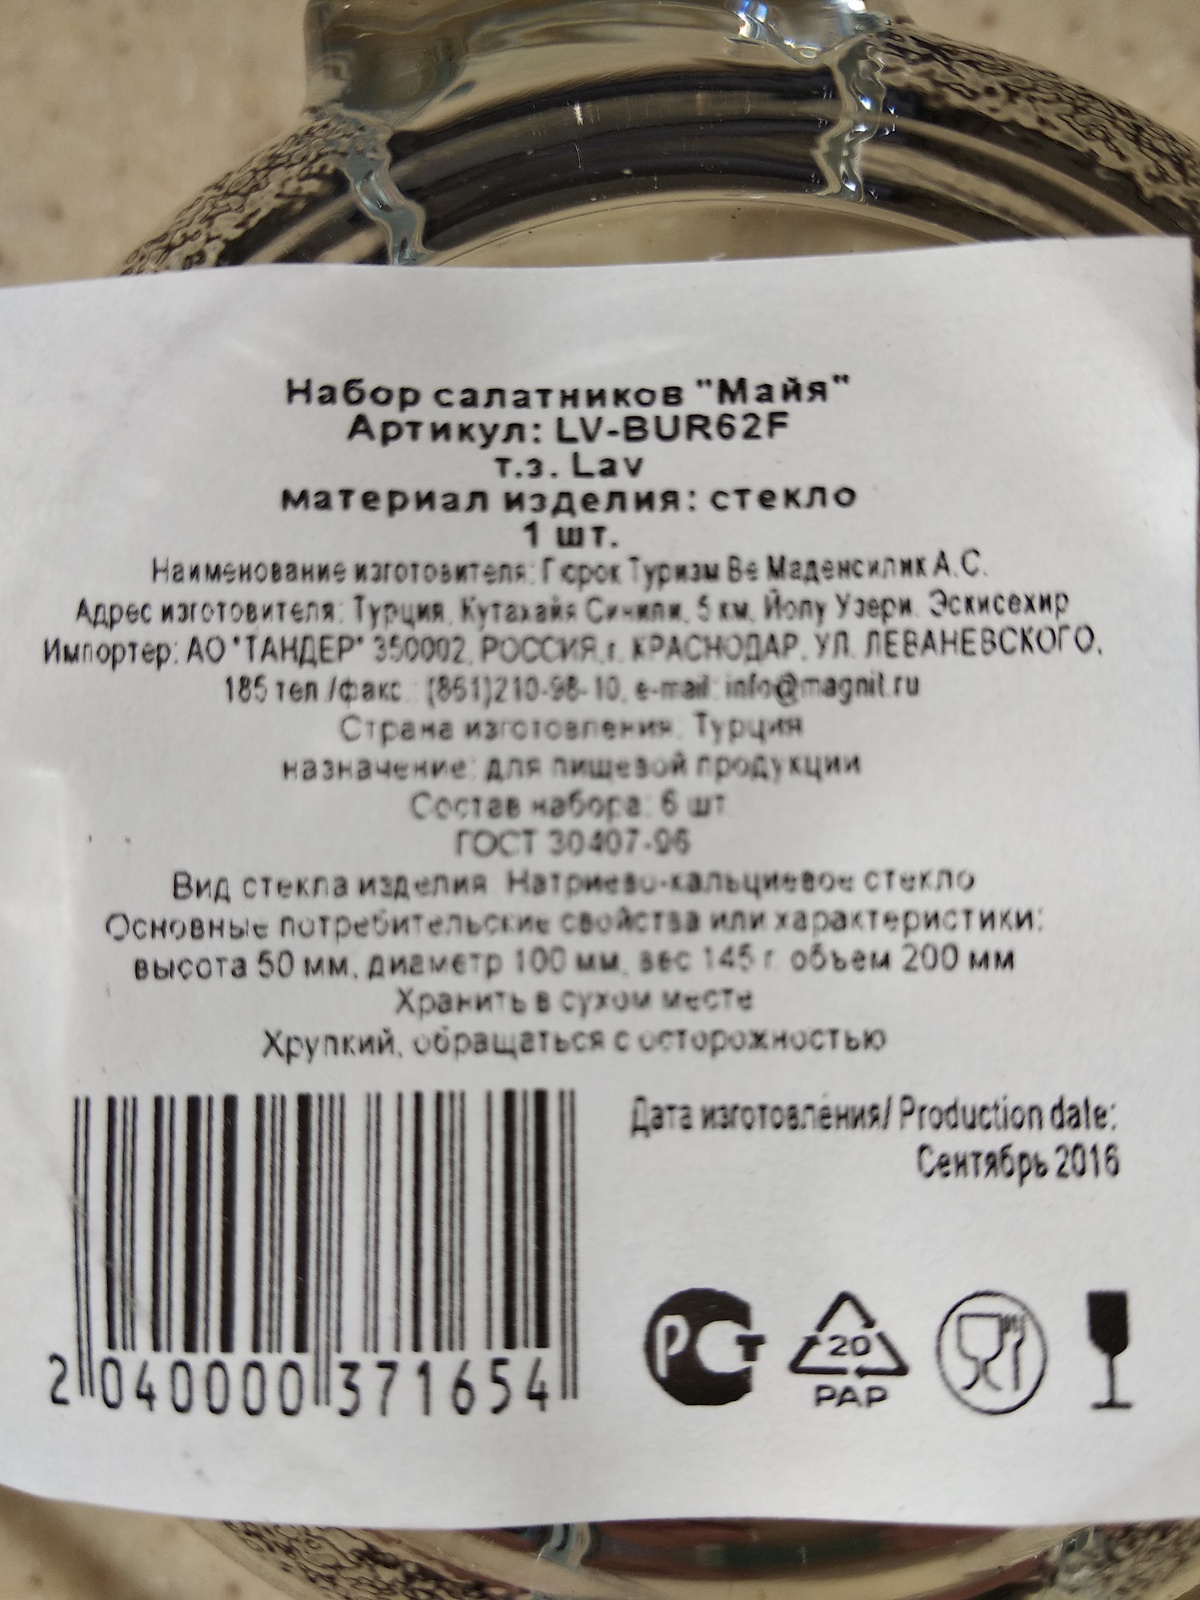 Набор салатников "Майя"
Артикул: LV-BUR62F
т.з. Lav
материал изделия: стекло
1 шт.
Наименование изготовителя: Гюрок Туризм Ве Маденсилик А.С.
Адрес изготовителя: Турция, Кутахайя Синили, 5 км, Йолу Узери. Эскисехир
Импортер: АО "ТАНДЕР" 350002, РОССИЯ, г. КРАСНОДАР, УЛ. ЛЕВАНЕВСКОГО,
185 тел./факс.: (861)210-98-10, e-mail: info@magnit.ru
Страна изготовления: Турция
назначение: для пищевой продукции
Состав набора: 6 шт
ГОСТ 30407-96
Вид стекла изделия: Натриево-кальциевое стекло
Основные потребительские свойства или характеристики:
высота 50 мм, диаметр 100 мм, вес 145 г. объем 200 мм
Хранить в сухом месте
Хрупкий, обращаться с осторожностью
Дата изготовления/ Production date:
Сентябрь 2016
2 040000 371654
РСТ
20
PAP